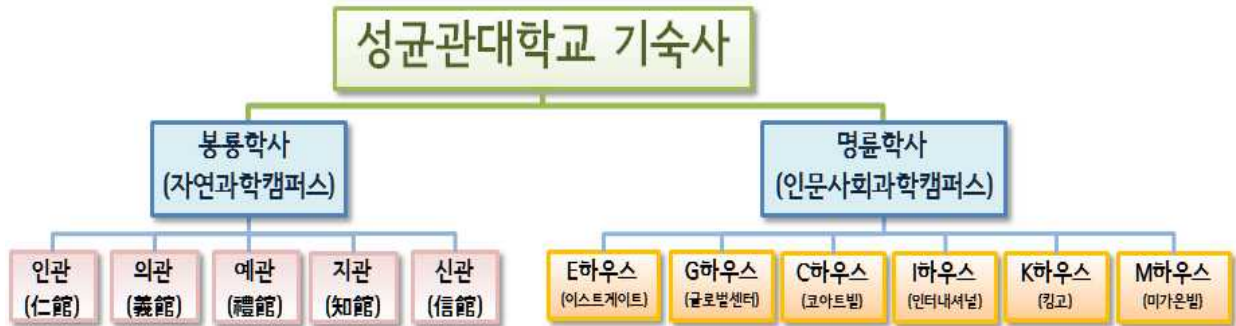 성균관대학교 기숙사
봉룡학사
(자연과학캠퍼스)
명륜학사
(인문사회과학캠퍼스)
인관
(仁館)
의관
(義館)
예관
(禮館)
지관
(知館)
신관
(信館)
E하우스
(이스트게이트)
G하우스
(글로벌센터)
C하우스
(코아트빌)
I하우스
(인터내셔널)
K하우스
(킹고)
M하우스
(미가온빌)